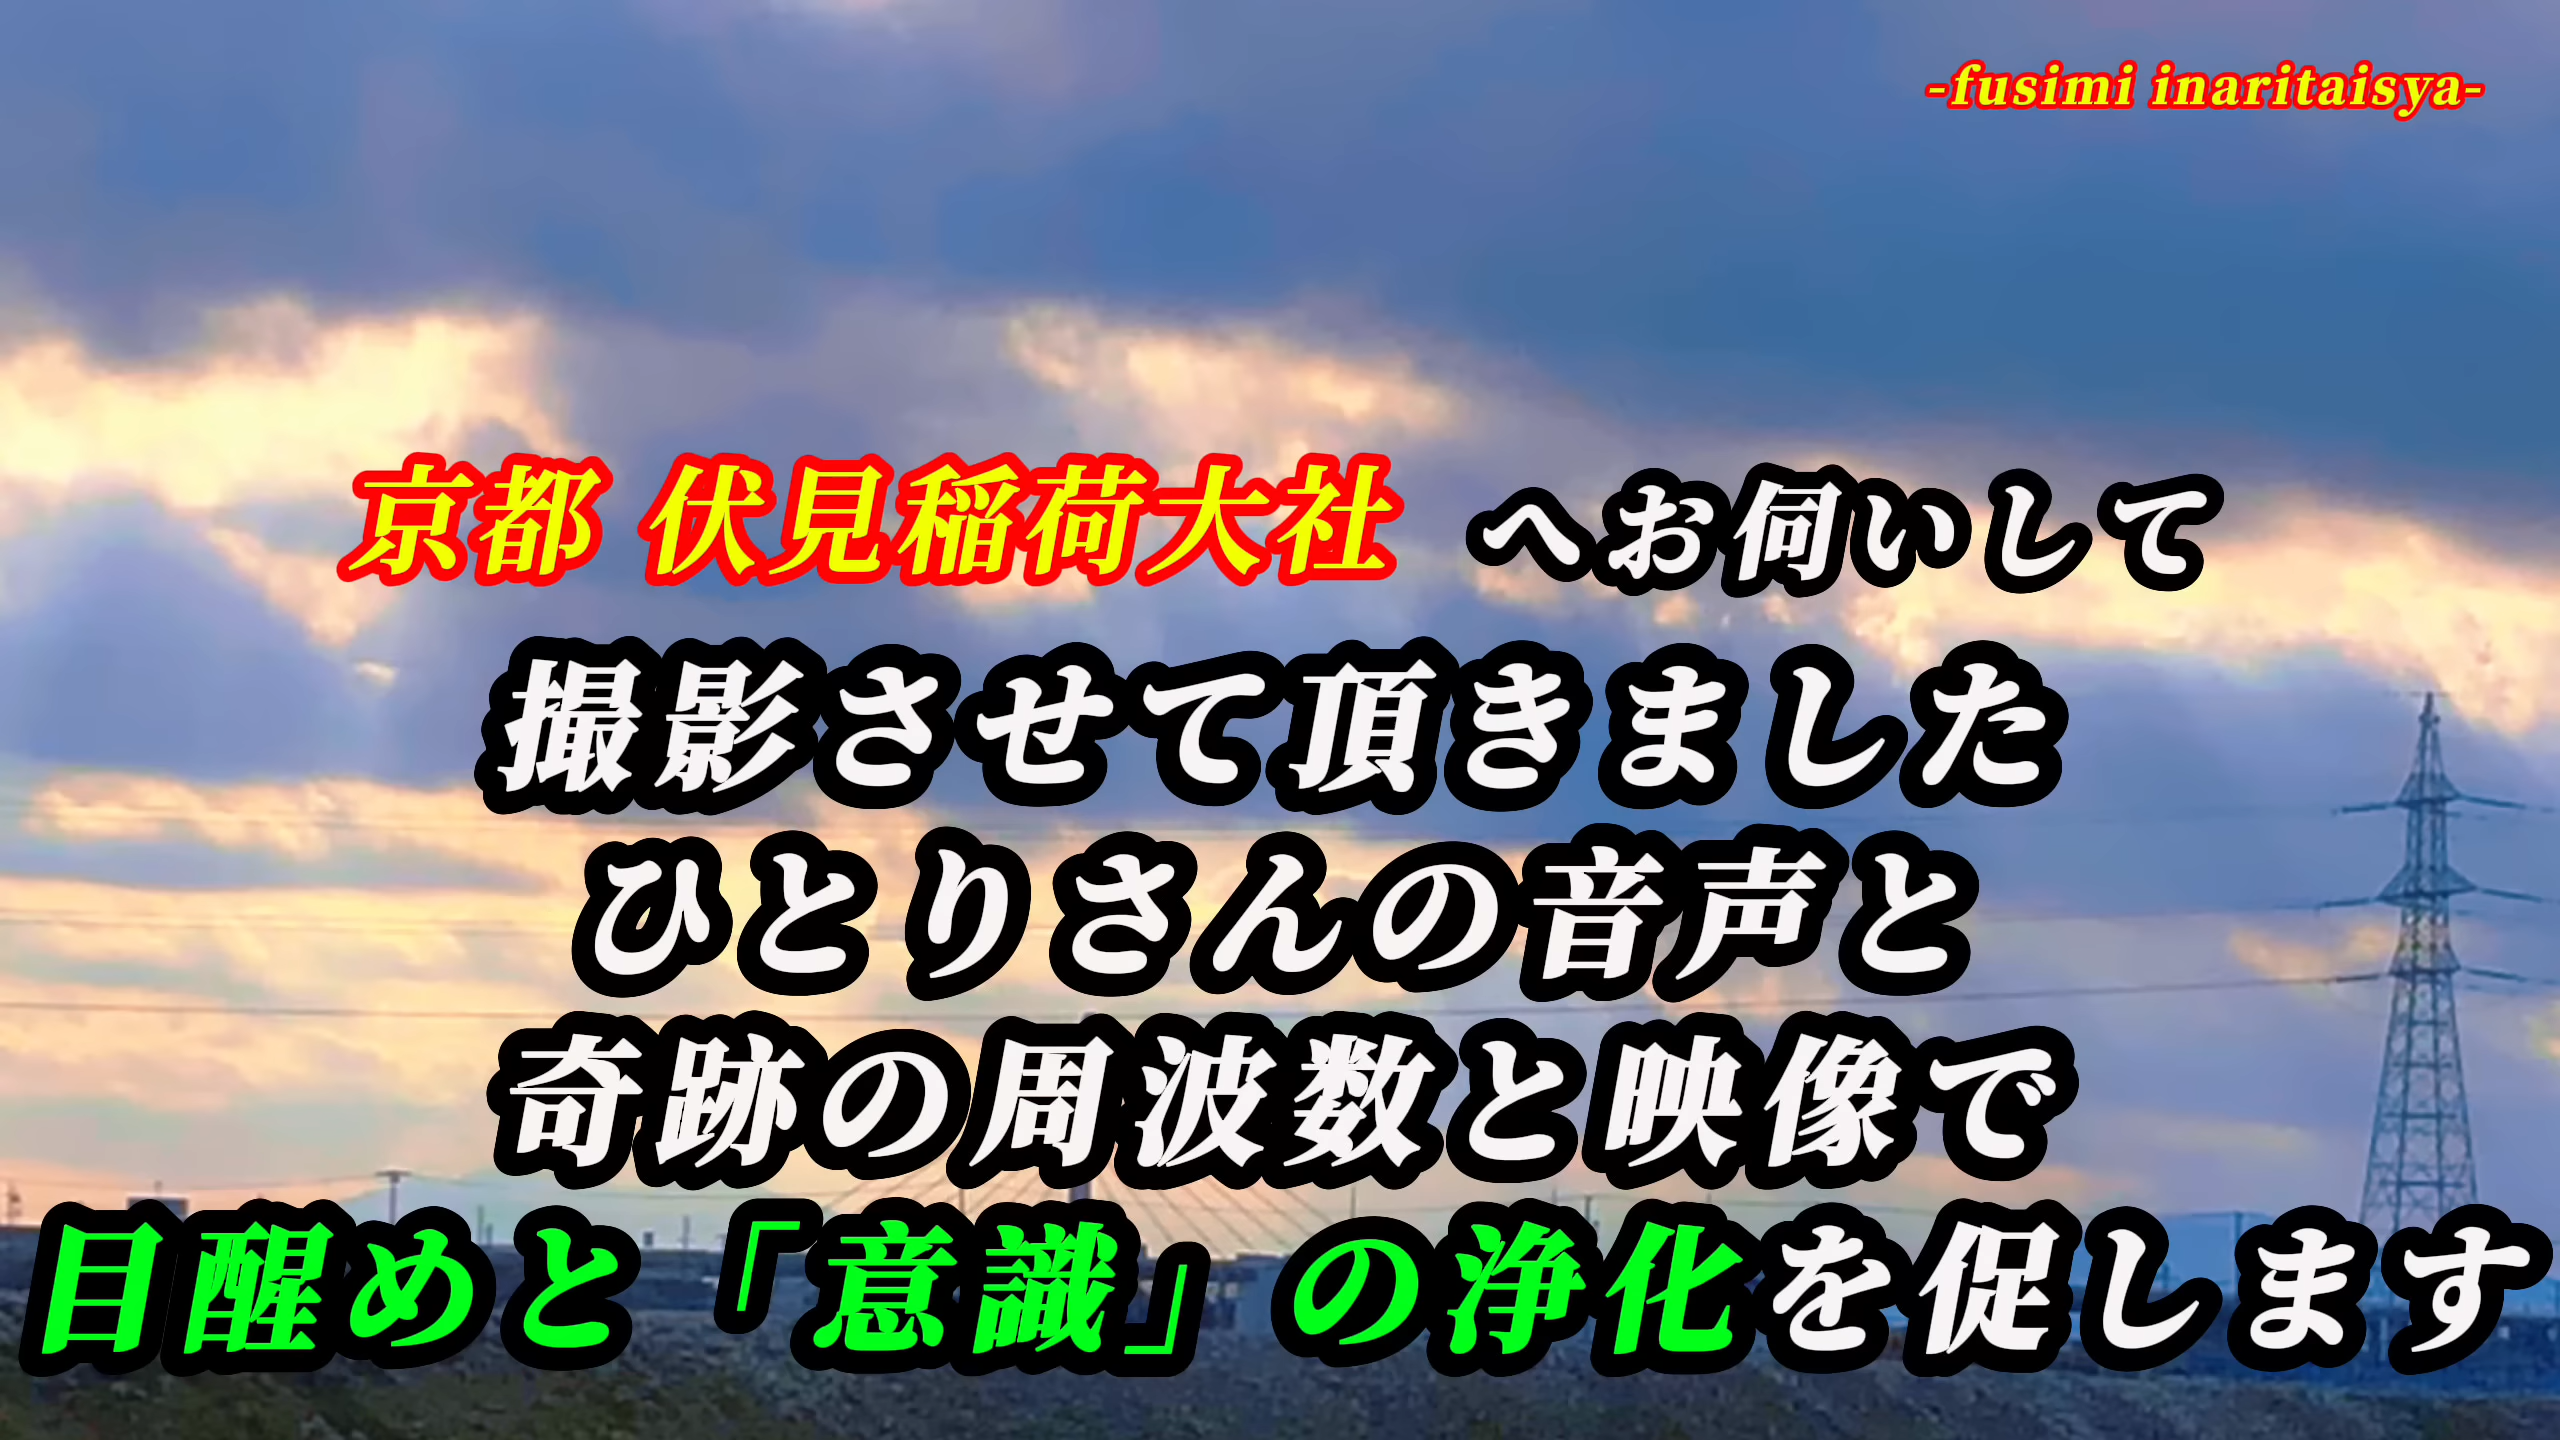 -fusimi inaritaisya-
京都 伏見稲荷大社 へお伺いして
撮影させて頂きました
ひとりさんの音声と
奇跡の周波数と映像で
目醒めと「意識」の浄化を促します